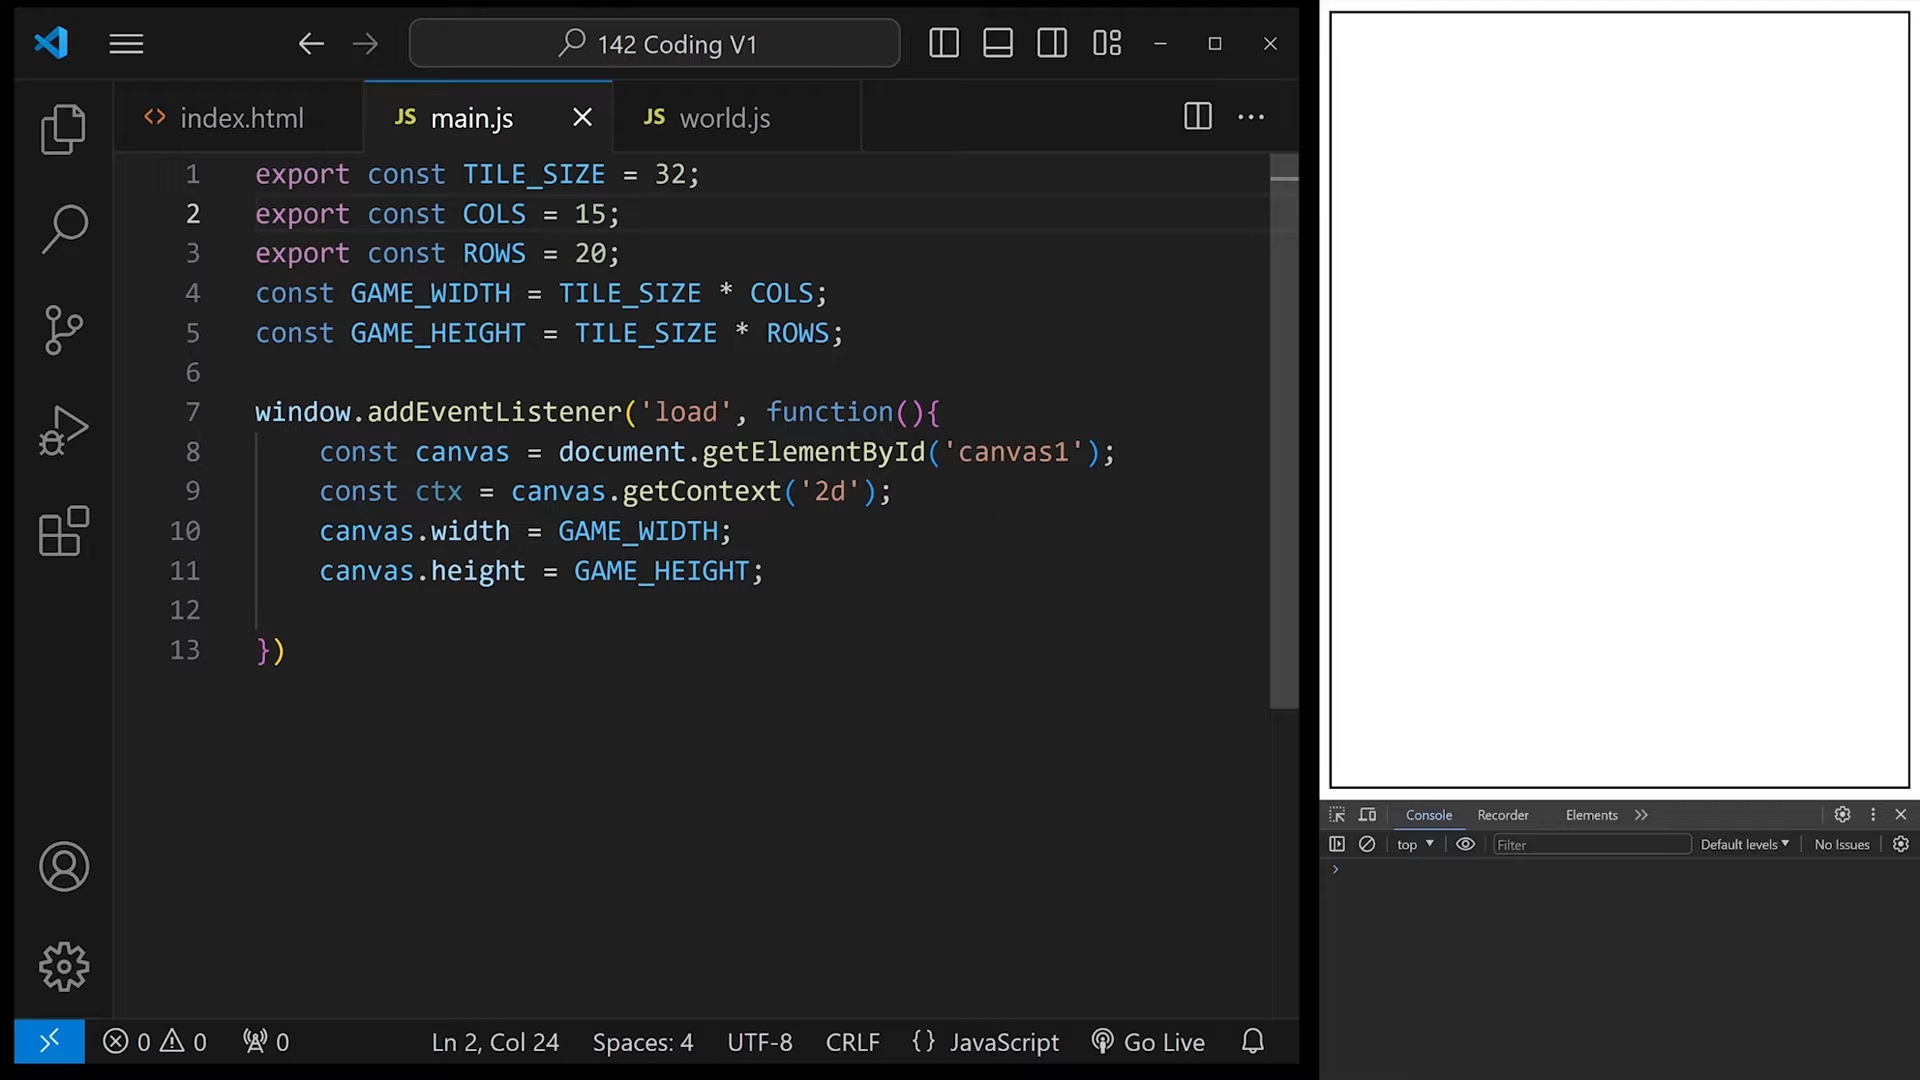 142 Coding V1
index.html
JS main.js
JS world.js
1 export const TILE_SIZE = 32;
2 export const COLS = 15;
3 export const ROWS = 20;
4 const GAME_WIDTH = TILE_SIZE * COLS;
5 const GAME_HEIGHT = TILE_SIZE * ROWS;
6
7 window.addEventListener('load', function(){
8 const canvas = document.getElementById('canvas1');
9 const ctx = canvas.getContext('2d');
10 canvas.width = GAME_WIDTH;
11 canvas.height = GAME_HEIGHT;
12
13 })
Console Recorder Elements
top Filter Default levels No Issues
0 0 0 Ln 2, Col 24 Spaces: 4 UTF-8 CRLF {} JavaScript Go Live